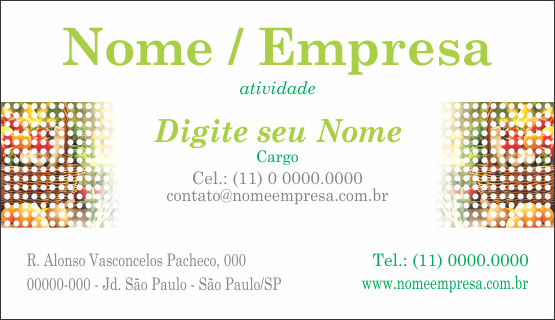 Nome / Empresa
atividade
Digite seu Nome
Cargo
Cel.: (11) 0 0000.0000
contato@nomeempresa.com.br
R. Alonso Vasconcelos Pacheco, 000
00000-000 - Jd. São Paulo - São Paulo/SP
Tel.: (11) 0000.0000
www.nomeempresa.com.br